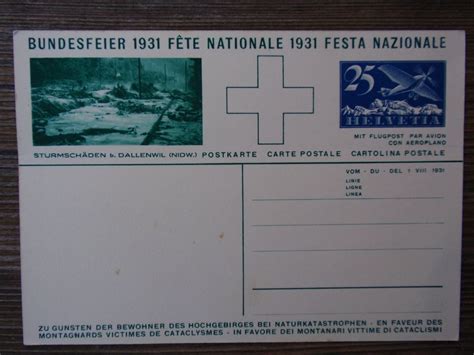 BUNDESFEIER 1931 FÊTE NATIONALE 1931 FESTA NAZIONALE
25
HELVETIA
MIT FLUGPOST PAR AVION
CON AEROPLANO
STURMSCHÄDEN b. DALLENWIL (NIDW.) POSTKARTE CARTE POSTALE CARTOLINA POSTALE
VOM - DU - DEL 1 VIII 1931
LINIE
LIGNE
LINEA
ZU GUNSTEN DER BEWOHNER DES HOCHGEBIRGES BEI NATURKATASTROPHEN - EN FAVEUR DES
MONTAGNARDS VICTIMES DE CATACLYSMES - IN FAVORE DEI MONTANARI VITTIME DI CATACLISMI